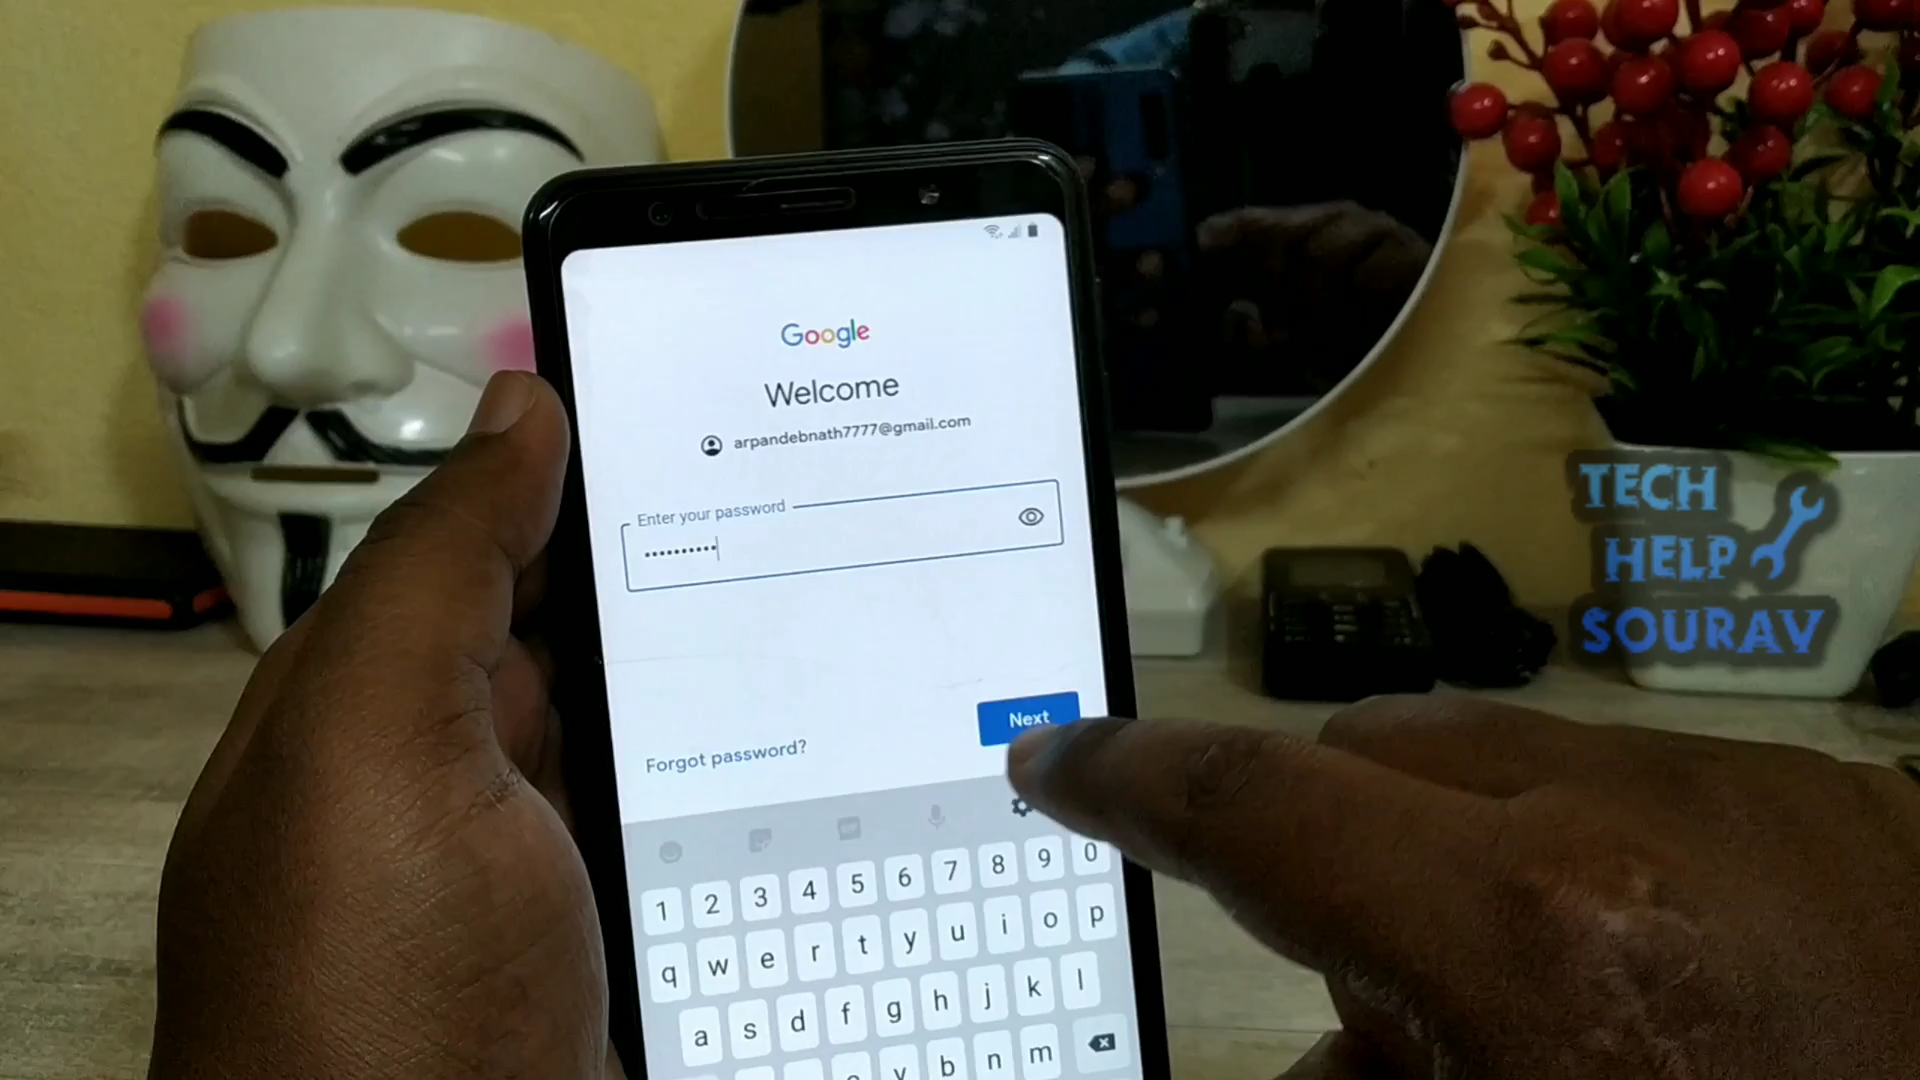 Google
Welcome
arpandebnath7777@gmail.com
Enter your password
••••••••••
Next
Forgot password?
1 2 3 4 5 6 7 8 9 0
q w e r t y u i o p
a s d f g h j k l
v b n m
TECH
HELP
SOURAV